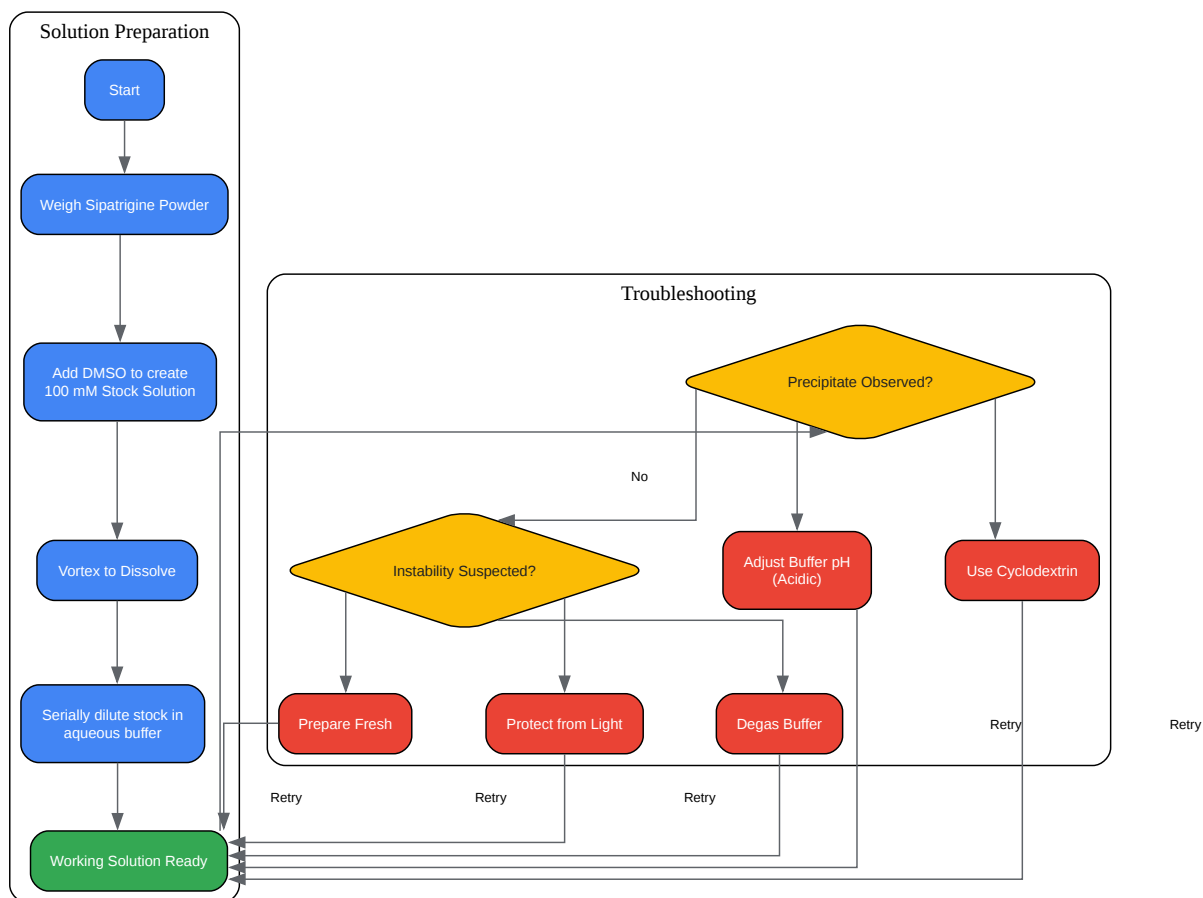 Solution Preparation
Start
Weigh Sipatrigine Powder
Add DMSO to create
100 mM Stock Solution
Vortex to Dissolve
Serially dilute stock in
aqueous buffer
Working Solution Ready
Troubleshooting
Precipitate Observed?
No
Instability Suspected?
Adjust Buffer pH
(Acidic)
Use Cyclodextrin
Prepare Fresh
Protect from Light
Degas Buffer
Retry
Retry
Retry
Retry
Retry